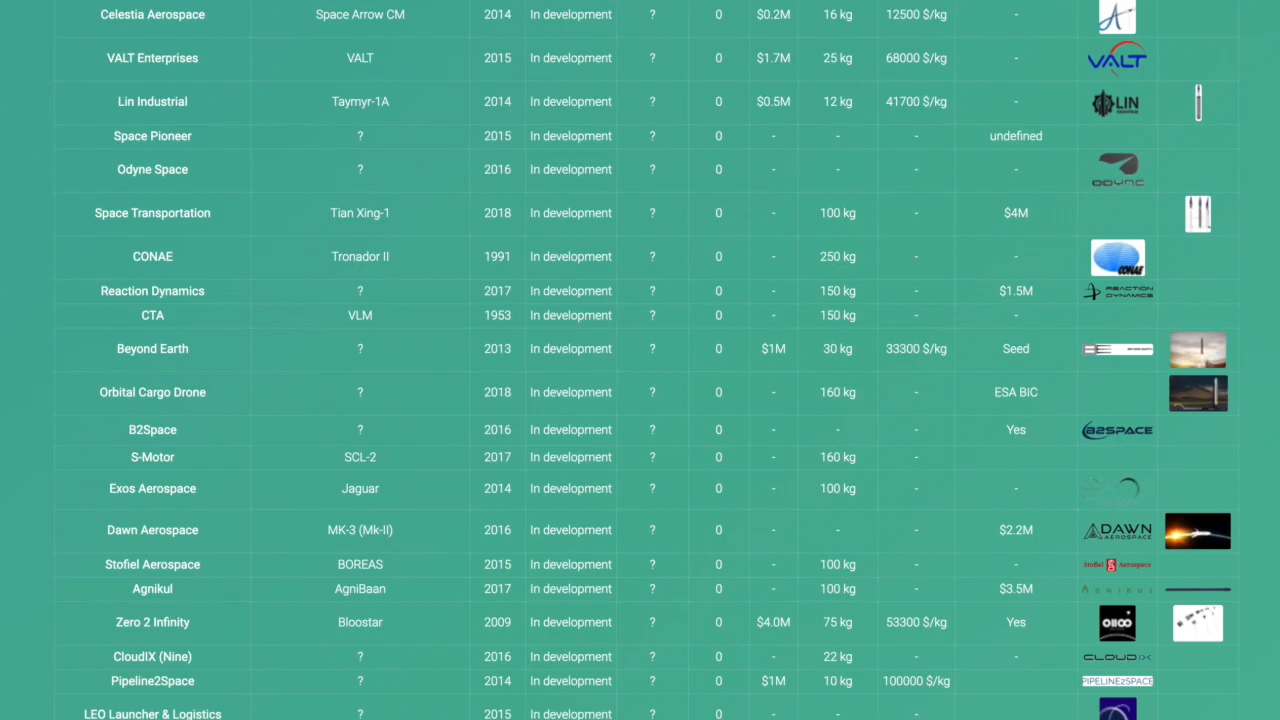 Celestia Aerospace Space Arrow CM 2014 In development ? 0 $0.2M 16 kg 12500 $/kg -
VALT Enterprises VALT 2015 In development ? 0 $1.7M 25 kg 68000 $/kg - VALT
Lin Industrial Taymyr-1A 2014 In development ? 0 $0.5M 12 kg 41700 $/kg - LIN
Space Pioneer ? 2015 In development ? 0 - - - undefined
Odyne Space ? 2016 In development ? 0 - - - - ODYNE
Space Transportation Tian Xing-1 2018 In development ? 0 - 100 kg - $4M
CONAE Tronador II 1991 In development ? 0 - 250 kg - - CONAE
Reaction Dynamics ? 2017 In development ? 0 - 150 kg - $1.5M REACTION DYNAMICS
CTA VLM 1953 In development ? 0 - 150 kg - -
Beyond Earth ? 2013 In development ? 0 $1M 30 kg 33300 $/kg Seed
Orbital Cargo Drone ? 2018 In development ? 0 - 160 kg - ESA BIC
B2Space ? 2016 In development ? 0 - - - Yes B2SPACE
S-Motor SCL-2 2017 In development ? 0 - 160 kg -
Exos Aerospace Jaguar 2014 In development ? 0 - 100 kg - - EXO
Dawn Aerospace MK-3 (Mk-II) 2016 In development ? 0 - - - $2.2M DAWN AEROSPACE
Stofiel Aerospace BOREAS 2015 In development ? 0 - 100 kg - - Stofiel S Aerospace
Agnikul AgniBaan 2017 In development ? 0 - 100 kg - $3.5M AGNIKUL
Zero 2 Infinity Bloostar 2009 In development ? 0 $4.0M 75 kg 53300 $/kg Yes 0II∞
CloudIX (Nine) ? 2016 In development ? 0 - 22 kg - - CLOUDIX
Pipeline2Space ? 2014 In development ? 0 $1M 10 kg 100000 $/kg PIPELINE2SPACE
LEO Launcher & Logistics 2015 In development ? 0 - - - -